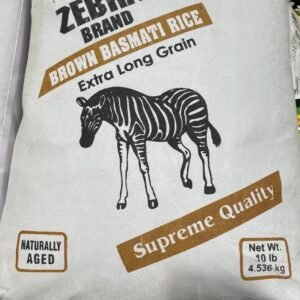 BRAND
BROWN BASMATI RICE
Extra Long Grain
Supreme Quality
NATURALLY
AGED
Net Wt.
10 lb
4.536 kg